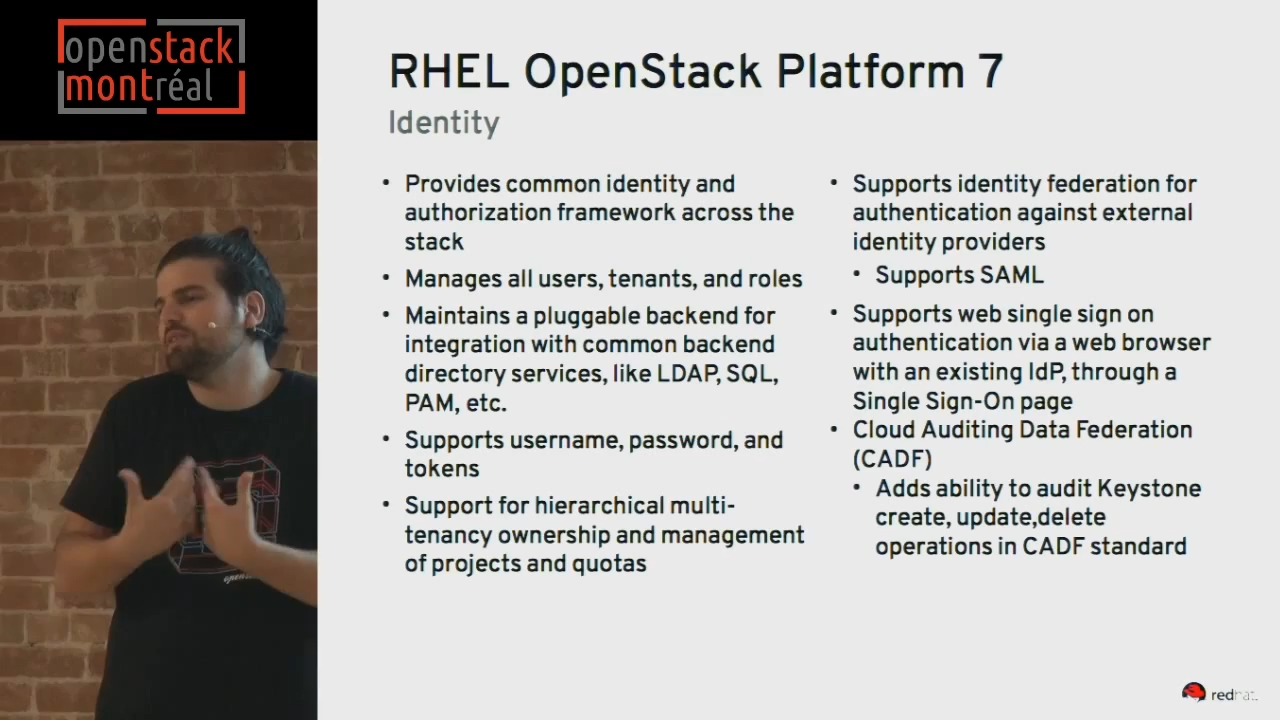 openstack
montréal
RHEL OpenStack Platform 7
Identity
• Provides common identity and
authorization framework across the
stack
• Manages all users, tenants, and roles
• Maintains a pluggable backend for
integration with common backend
directory services, like LDAP, SQL,
PAM, etc.
• Supports username, password, and
tokens
• Support for hierarchical multi-
tenancy ownership and management
of projects and quotas
• Supports identity federation for
authentication against external
identity providers
• Supports SAML
• Supports web single sign on
authentication via a web browser
with an existing IdP, through a
Single Sign-On page
• Cloud Auditing Data Federation
(CADF)
• Adds ability to audit Keystone
create, update,delete
operations in CADF standard
redhat.